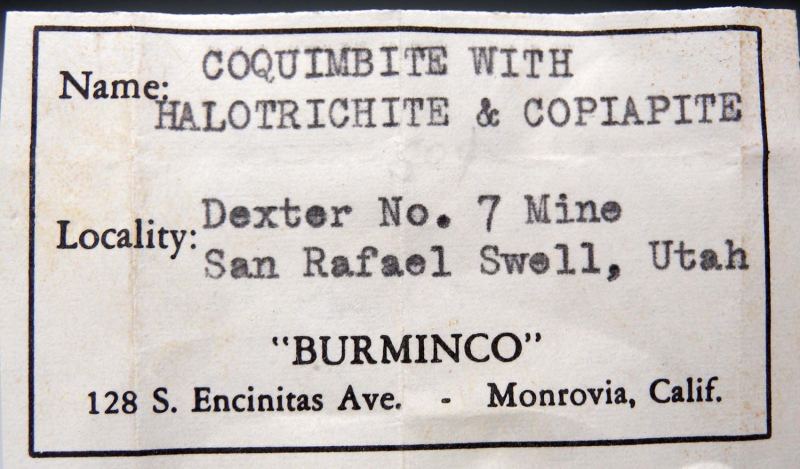 Name: COQUIMBITE WITH
HALOTRICHITE & COPIAPITE
Locality: Dexter No. 7 Mine
San Rafael Swell, Utah
"BURMINCO"
128 S. Encinitas Ave. - Monrovia, Calif.